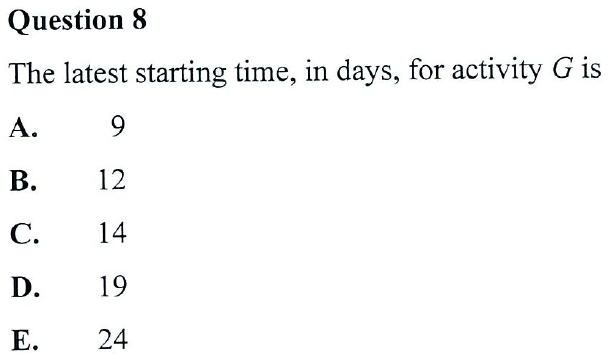 Question 8
The latest starting time, in days, for activity G is
A. 9
B. 12
C. 14
D. 19
E. 24